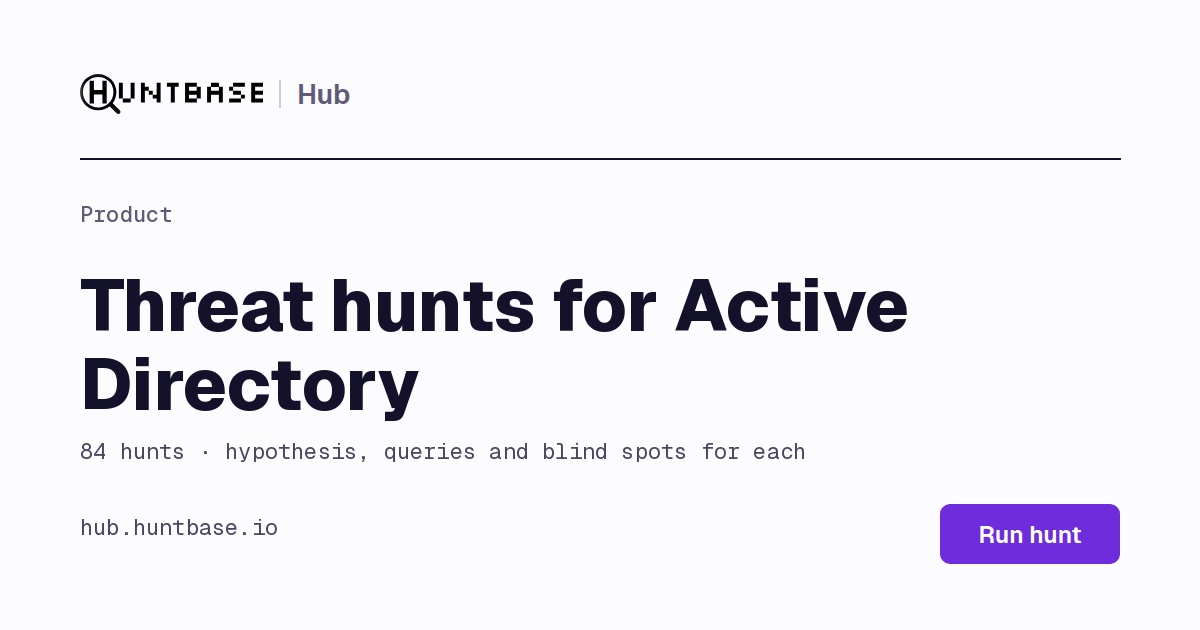 HUNTBASE | Hub
Product
Threat hunts for Active
Directory
84 hunts · hypothesis, queries and blind spots for each
hub.huntbase.io
Run hunt